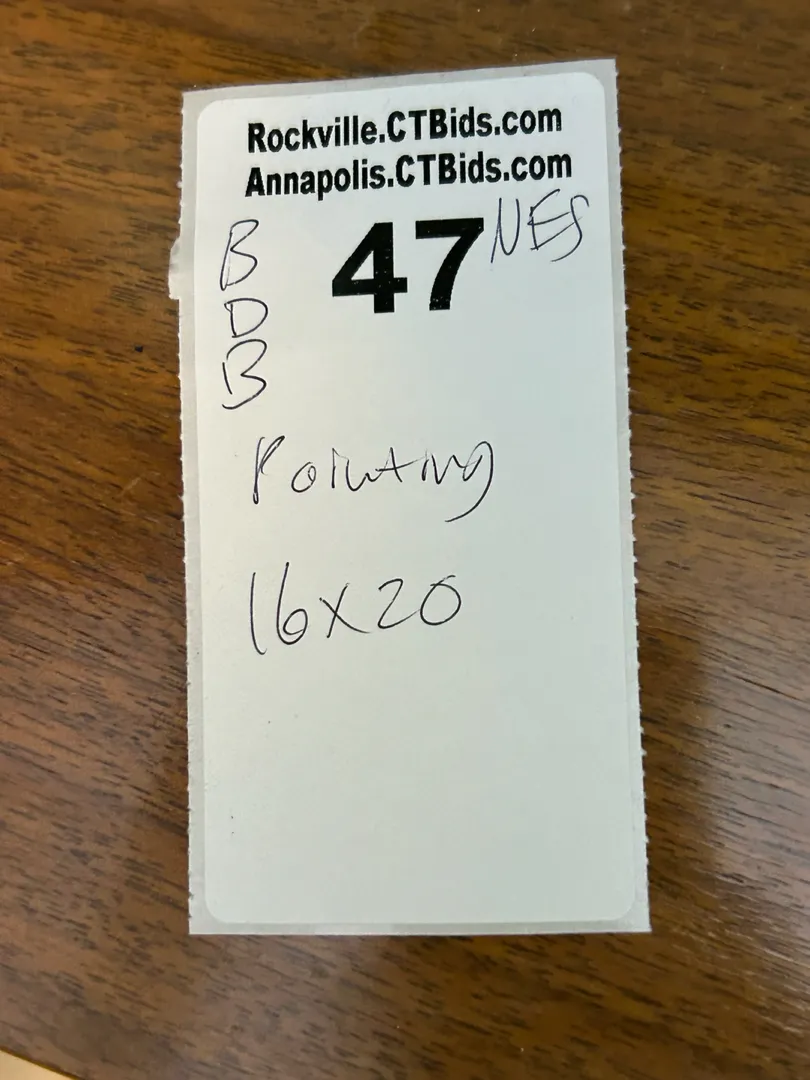 Rockville.CTBids.com
Annapolis.CTBids.com
47 NES
B
D
B
Painting
16x20